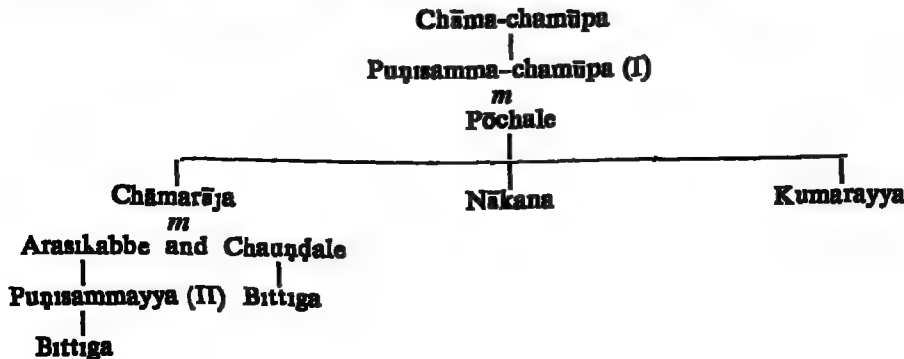 Chāma-chamūpa
Puṇisamma-chamūpa (I)
m
Pōchale
Chāmarāja Nākana Kumarayya
m
Arasikabbe and Chauṇḍale
Puṇisammayya (II) Bittiga
Bittiga